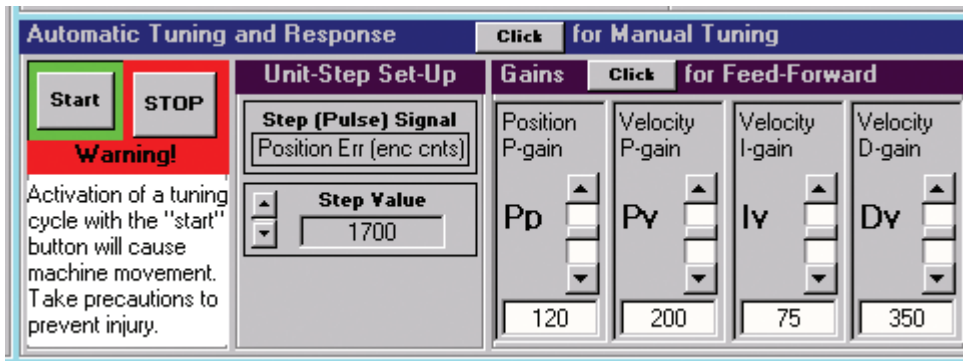 Automatic Tuning and Response Click for Manual Tuning
Start STOP
Warning!
Activation of a tuning
cycle with the "start"
button will cause
machine movement.
Take precautions to
prevent injury.
Unit-Step Set-Up
Step (Pulse) Signal
Position Err (enc cnts)
Step Value
1700
Gains Click for Feed-Forward
Position
P-gain
Pp
120
Velocity
P-gain
Pv
200
Velocity
I-gain
Iv
75
Velocity
D-gain
Dv
350